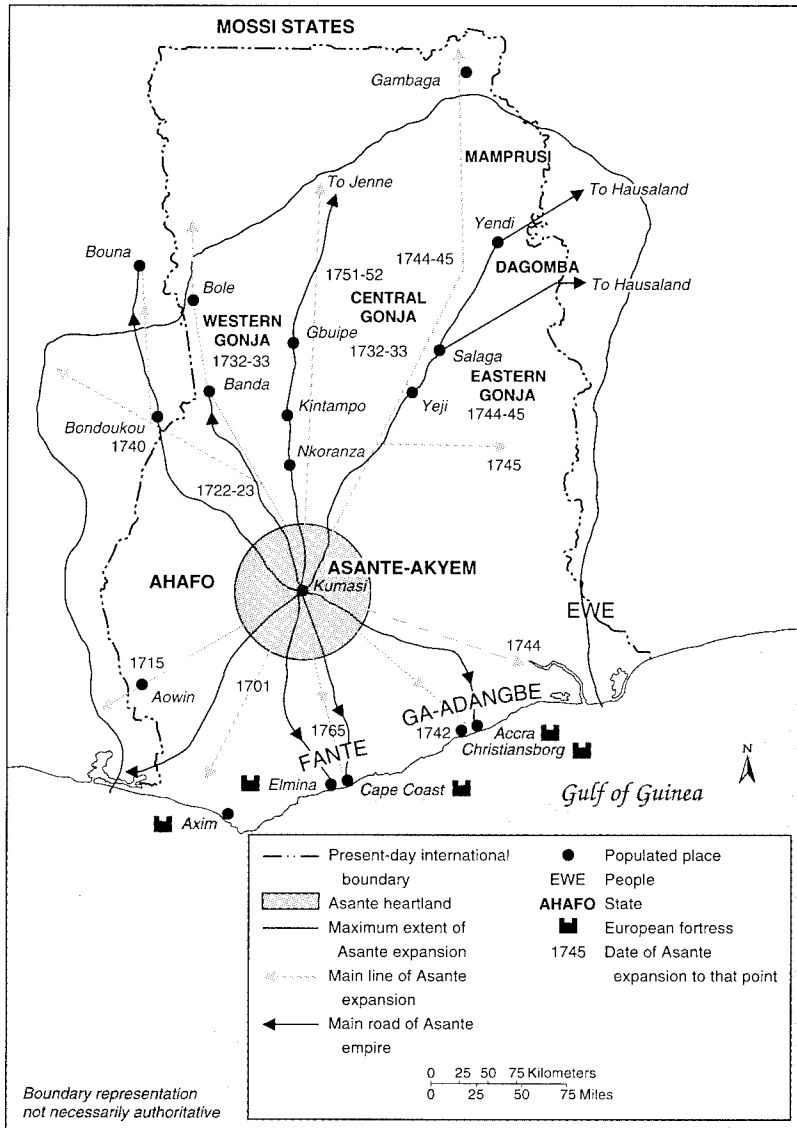 MOSSI STATES
Gambaga
MAMPRUSI
To Jenne
To Hausaland
Yendi
Bouna
1744-45
DAGOMBA
1751-52
To Hausaland
Bole
CENTRAL
GONJA
WESTERN
GONJA
Gbuipe
1732-33
1732-33
Salaga
EASTERN
GONJA
Banda
Yeji
1744-45
Kintampo
Bondoukou
1740
Nkoranza
1745
1722-23
ASANTE-AKYEM
AHAFO
Kumasi
EWE
1744
1715
Aowin
1701
GA-ADANGBE
1765
1742
Accra
FANTE
Christiansborg
N
Elmina
Cape Coast
Gulf of Guinea
Axim
Present-day international
boundary
Asante heartland
Maximum extent of
Asante expansion
Main line of Asante
expansion
Main road of Asante
empire
Populated place
EWE People
AHAFO State
European fortress
1745 Date of Asante
expansion to that point
0 25 50 75 Kilometers
0 25 50 75 Miles
Boundary representation
not necessarily authoritative